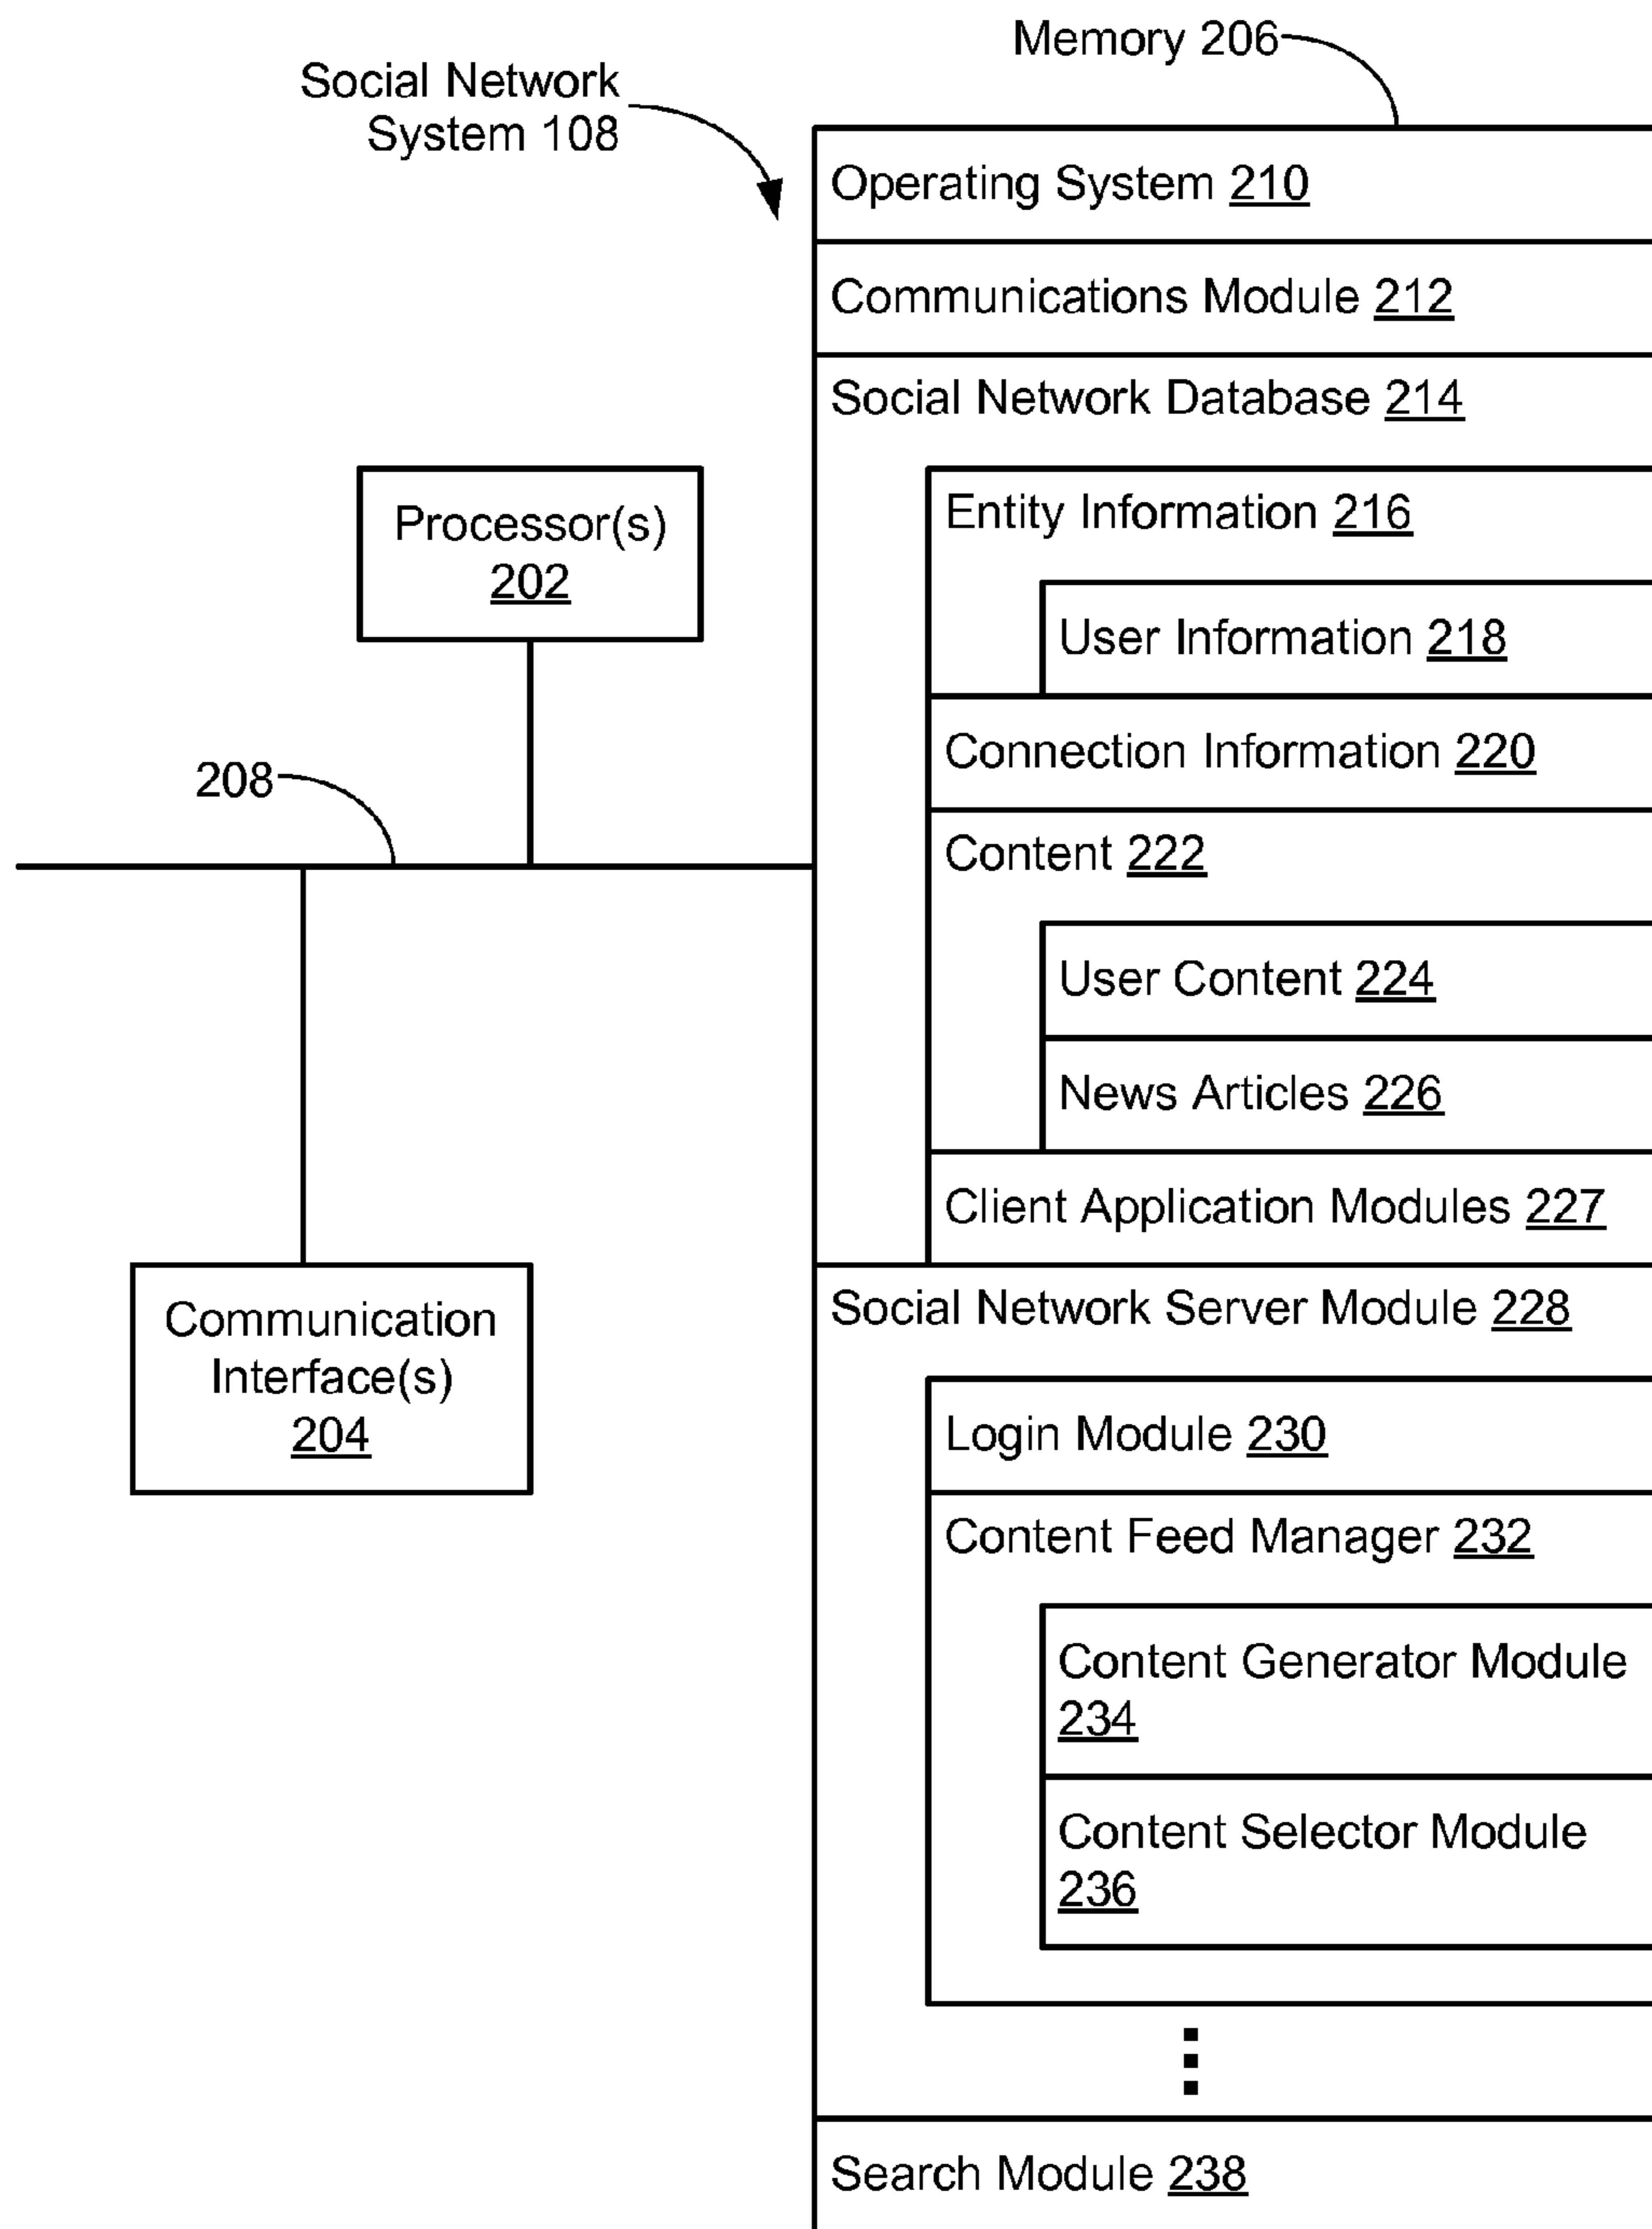 Memory 206
Social Network
System 108
Operating System 210
Communications Module 212
Social Network Database 214
Processor(s)
202
Entity Information 216
User Information 218
Connection Information 220
208
Content 222
User Content 224
News Articles 226
Client Application Modules 227
Communication
Interface(s)
204
Social Network Server Module 228
Login Module 230
Content Feed Manager 232
Content Generator Module
234
Content Selector Module
236
Search Module 238